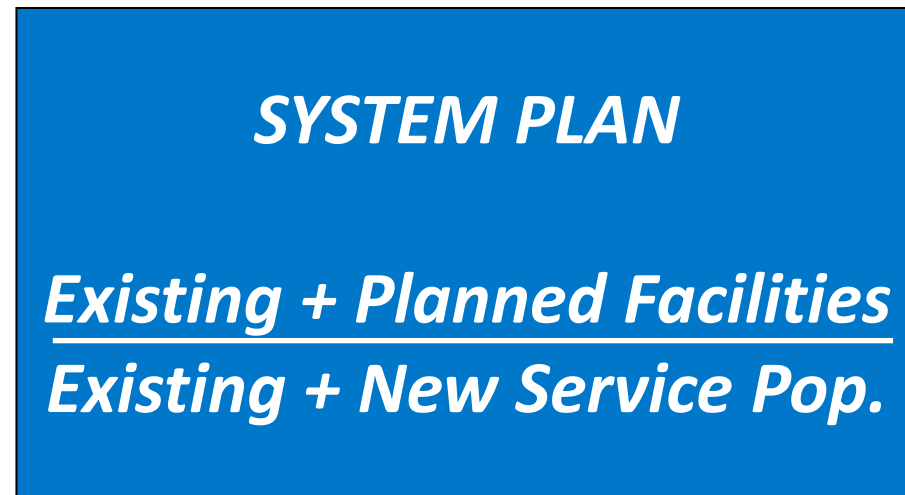 SYSTEM PLAN
Existing + Planned Facilities
Existing + New Service Pop.